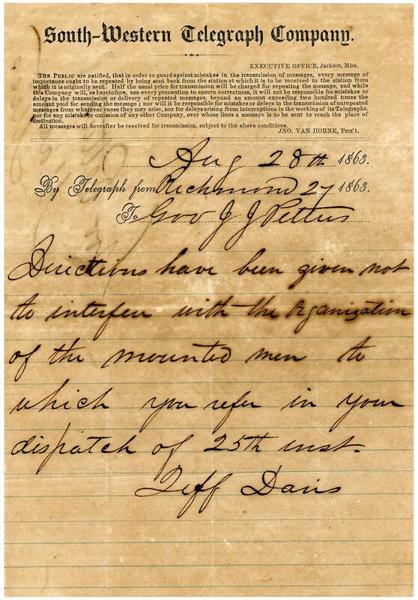 South-Western Telegraph Company.
EXECUTIVE OFFICE, Jackson, Miss.
THE PUBLIC are notified, that in order to guard against mistakes in the transmission of messages, every message of
importance ought to be repeated by being sent back from the station at which it is to be received to the station from
which it is originally sent. Half the usual price for transmission will be charged for repeating the message, and while
this Company will, as heretofore, use every precaution to ensure correctness, it will not be responsible for mistakes or
delays in the transmission or delivery of repeated messages beyond an amount exceeding two hundred times the
amount paid for sending the message; nor will it be responsible for mistakes or delays in the transmission of unrepeated
messages from whatever cause they may arise, nor for delays arising from interruptions in the working of its Telegraphs,
for any mistake or omission of any other Company, over whose lines a message is to be sent to reach the place of
destination.
All messages will hereafter be received for transmission, subject to the above conditions.
JNO. VAN HORNE, Pres't.
Aug 28th 1863.
By Telegraph from Richmond 27 1863.
To Gov J J Pettus
Directions have been given not
to interfere with the Organization
of the mounted men to
which you refer in your
dispatch of 25th inst.
Jeff Davis